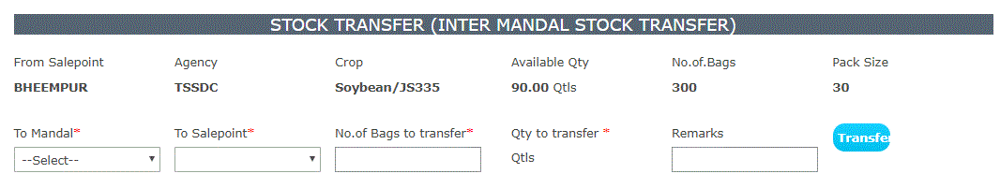 STOCK TRANSFER (INTER MANDAL STOCK TRANSFER)
From Salepoint Agency Crop Available Qty No.of.Bags Pack Size
BHEEMPUR TSSDC Soybean/JS335 90.00 Qtls 300 30
To Mandal* To Salepoint* No.of Bags to transfer* Qty to transfer * Remarks Transfer
--Select-- Qtls